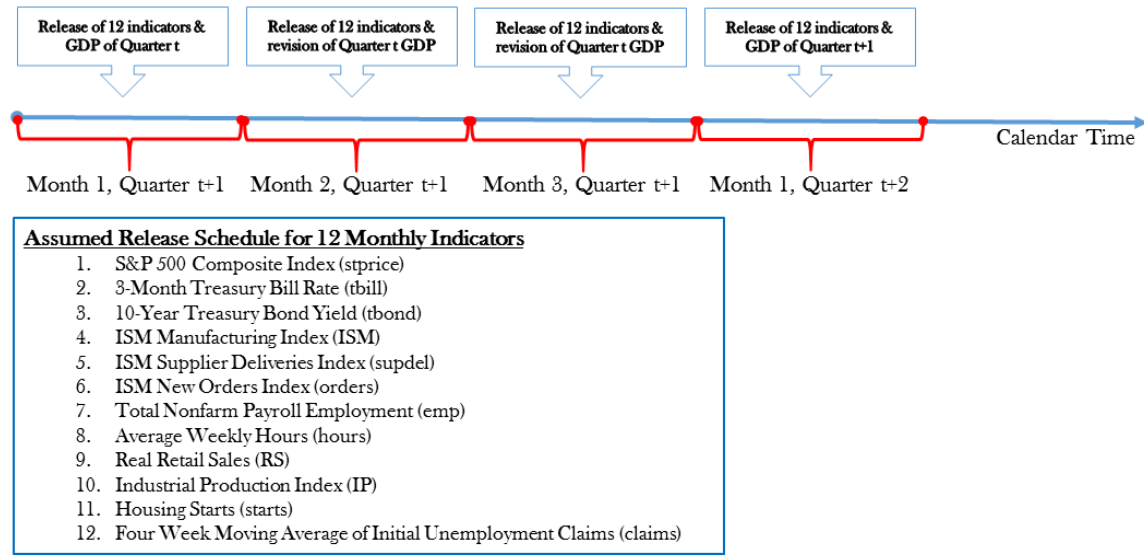 Release of 12 indicators &
GDP of Quarter t
Release of 12 indicators &
revision of Quarter t GDP
Release of 12 indicators &
revision of Quarter t GDP
Release of 12 indicators &
GDP of Quarter t+1
Calendar Time
Month 1, Quarter t+1
Month 2, Quarter t+1
Month 3, Quarter t+1
Month 1, Quarter t+2
Assumed Release Schedule for 12 Monthly Indicators
1. S&P 500 Composite Index (stprice)
2. 3-Month Treasury Bill Rate (tbill)
3. 10-Year Treasury Bond Yield (tbond)
4. ISM Manufacturing Index (ISM)
5. ISM Supplier Deliveries Index (supdel)
6. ISM New Orders Index (orders)
7. Total Nonfarm Payroll Employment (emp)
8. Average Weekly Hours (hours)
9. Real Retail Sales (RS)
10. Industrial Production Index (IP)
11. Housing Starts (starts)
12. Four Week Moving Average of Initial Unemployment Claims (claims)